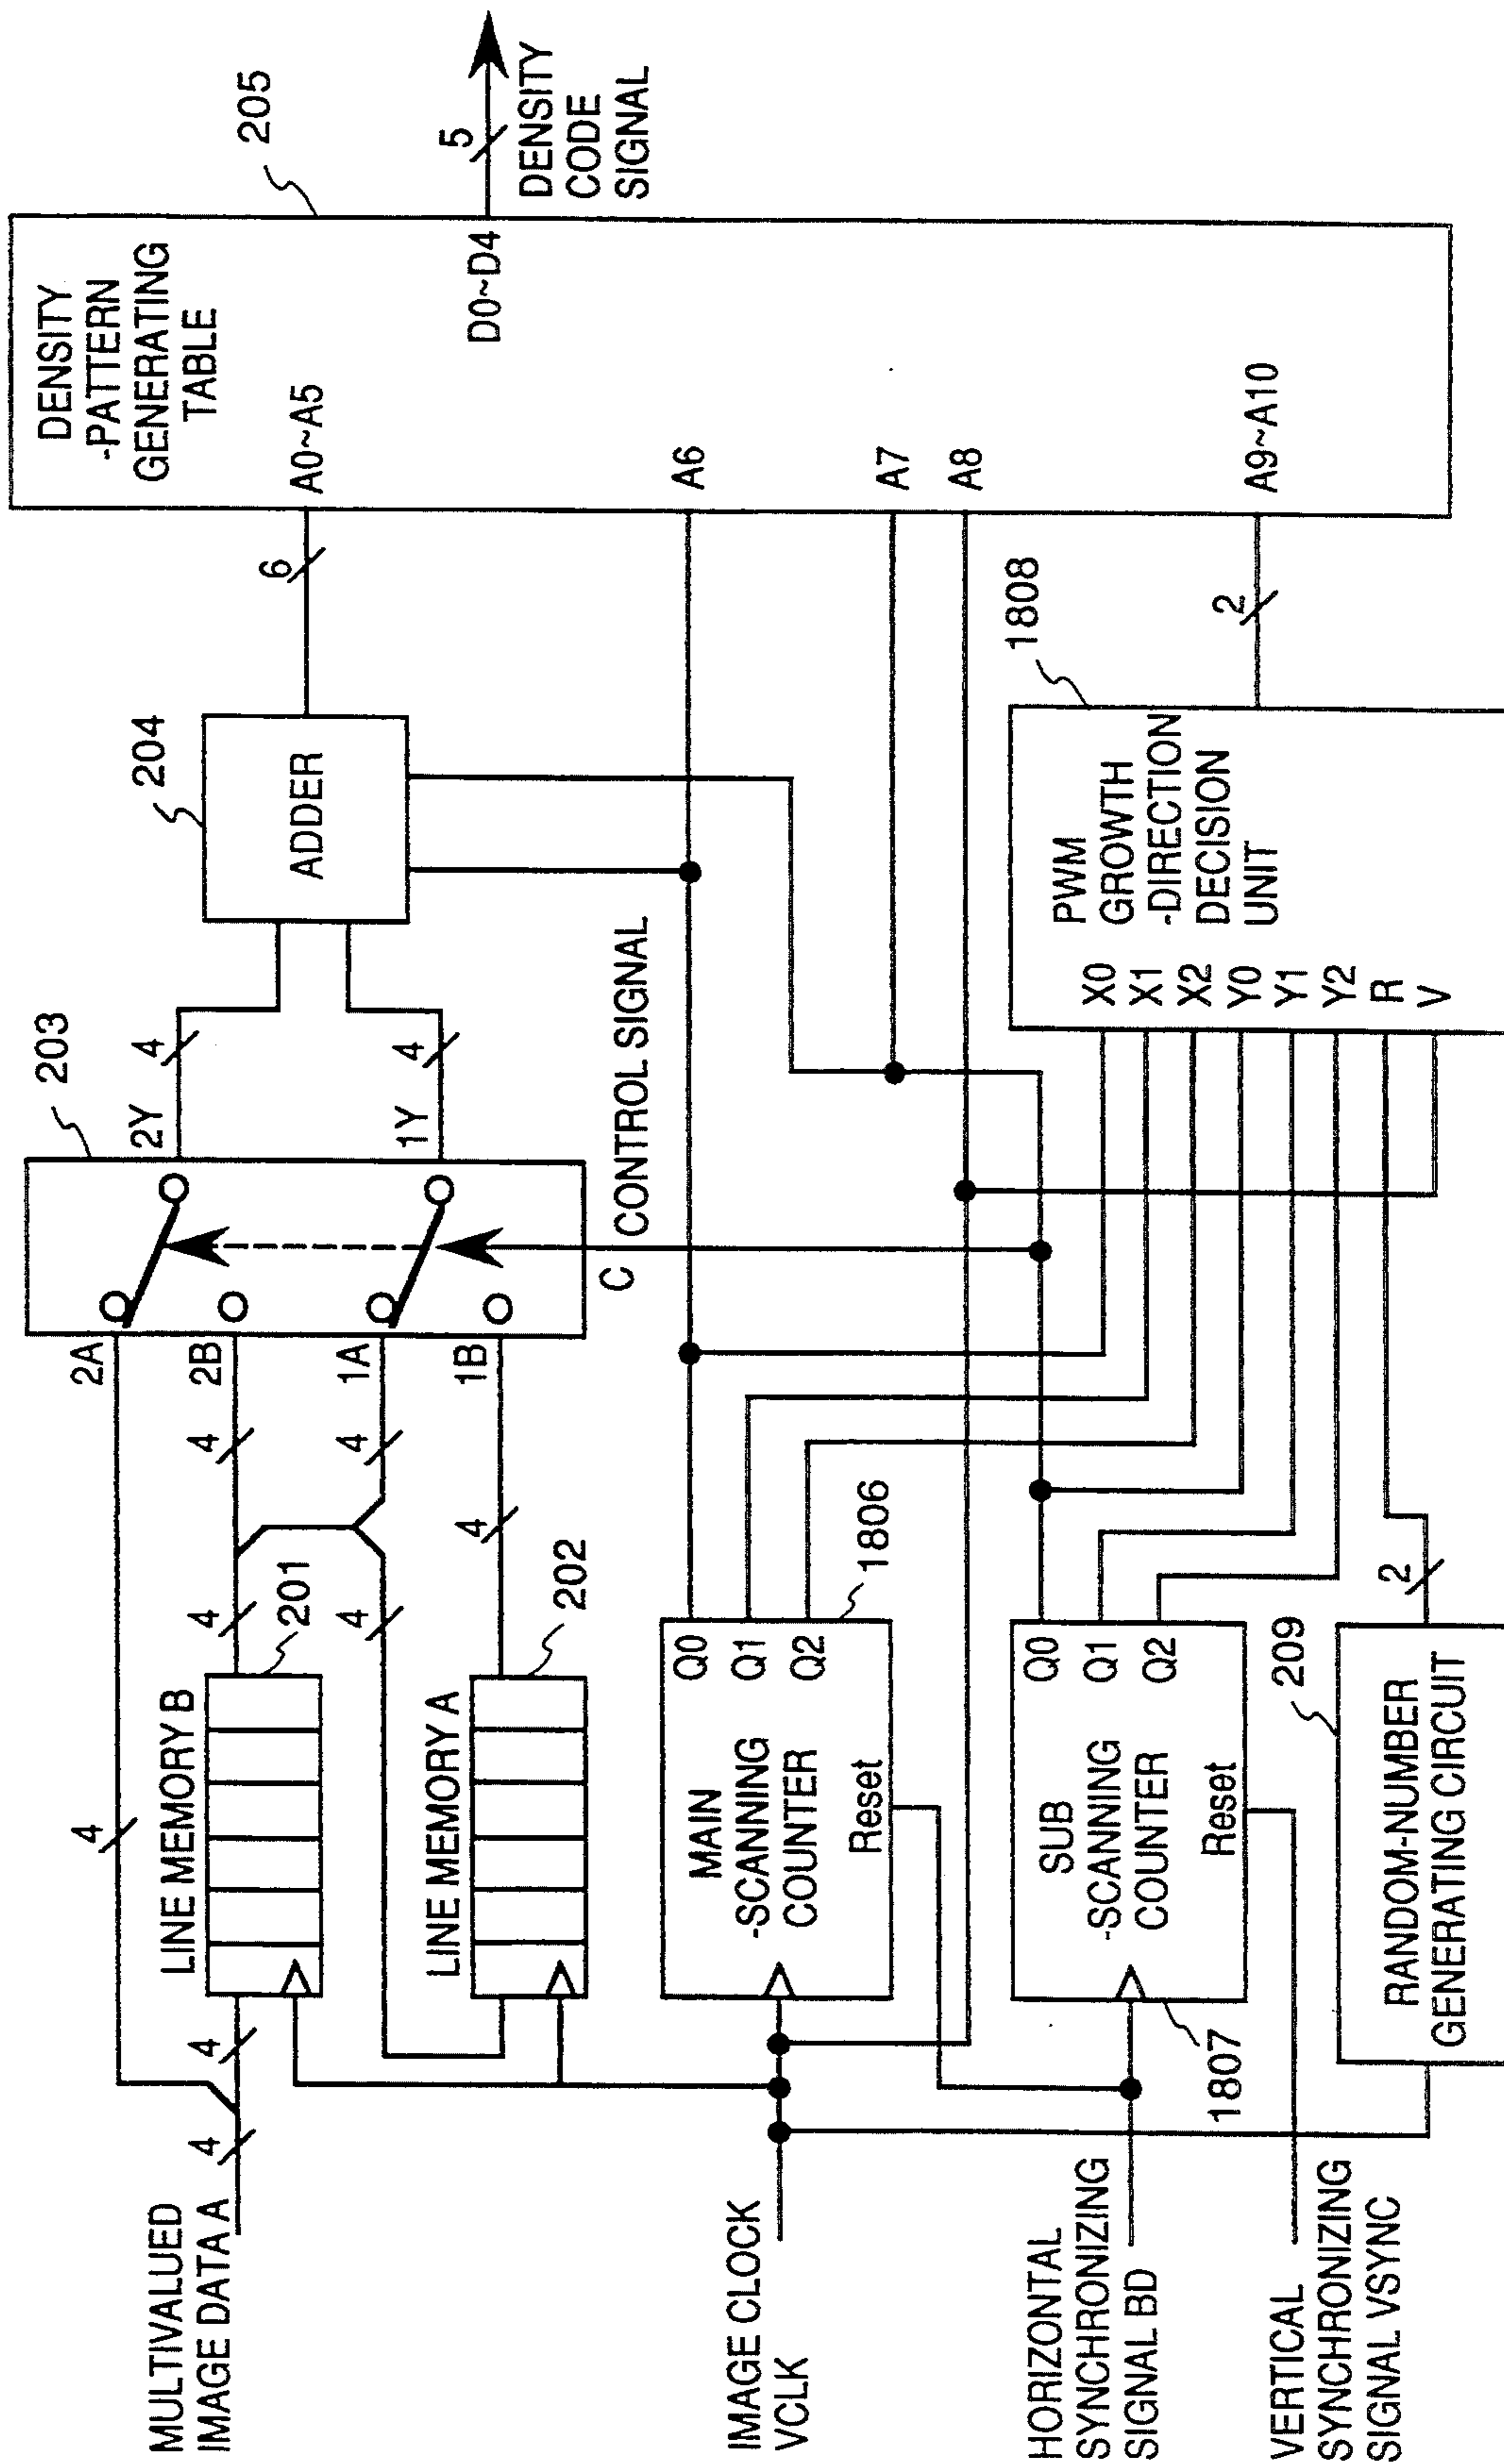 MULTIVALUED
IMAGE DATA A
4
4
4
LINE MEMORY B
201
4
4
4
LINE MEMORY A
202
4
4
2A
2B
1A
1B
203
2Y
1Y
4
4
C CONTROL SIGNAL
204
ADDER
6
DENSITY
-PATTERN
GENERATING
TABLE
205
A0~A5
A6
A7
A8
A9~A10
D0~D4
5
DENSITY
CODE
SIGNAL
IMAGE CLOCK
VCLK
MAIN
-SCANNING
COUNTER
Reset
Q0
Q1
Q2
1806
HORIZONTAL
SYNCHRONIZING
SIGNAL BD
1807
SUB
-SCANNING
COUNTER
Reset
Q0
Q1
Q2
VERTICAL
SYNCHRONIZING
SIGNAL VSYNC
209
RANDOM-NUMBER
GENERATING CIRCUIT
2
X0
X1
X2
Y0
Y1
Y2
R
V
PWM
GROWTH
-DIRECTION
DECISION
UNIT
1808
2